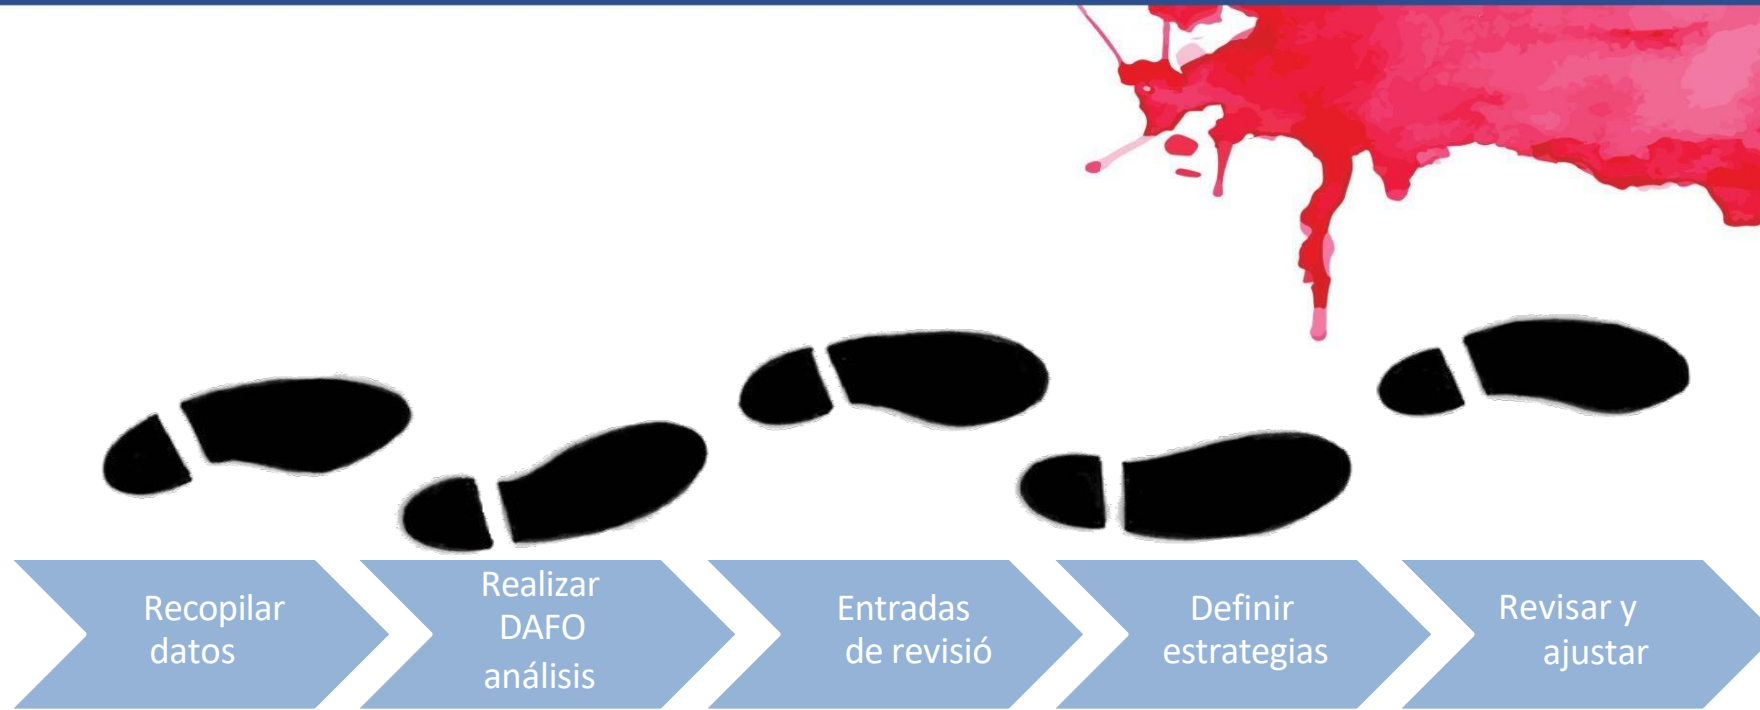 Recopilar
datos
Realizar
DAFO
análisis
Entradas
de revisió
Definir
estrategias
Revisar y
ajustar